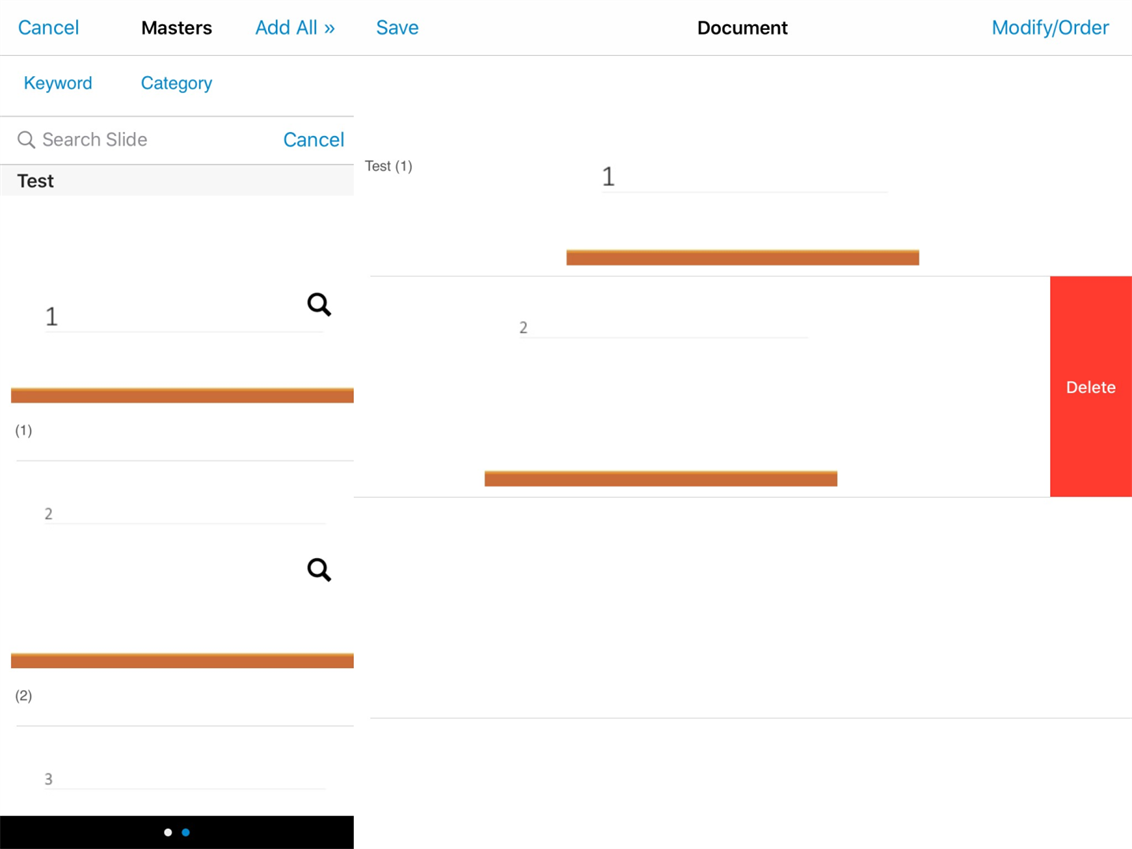 Cancel Masters Add All » Save Document Modify/Order
Keyword Category
Search Slide Cancel
Test
1
(1)
2
(2)
3
Test (1)
1
2
Delete